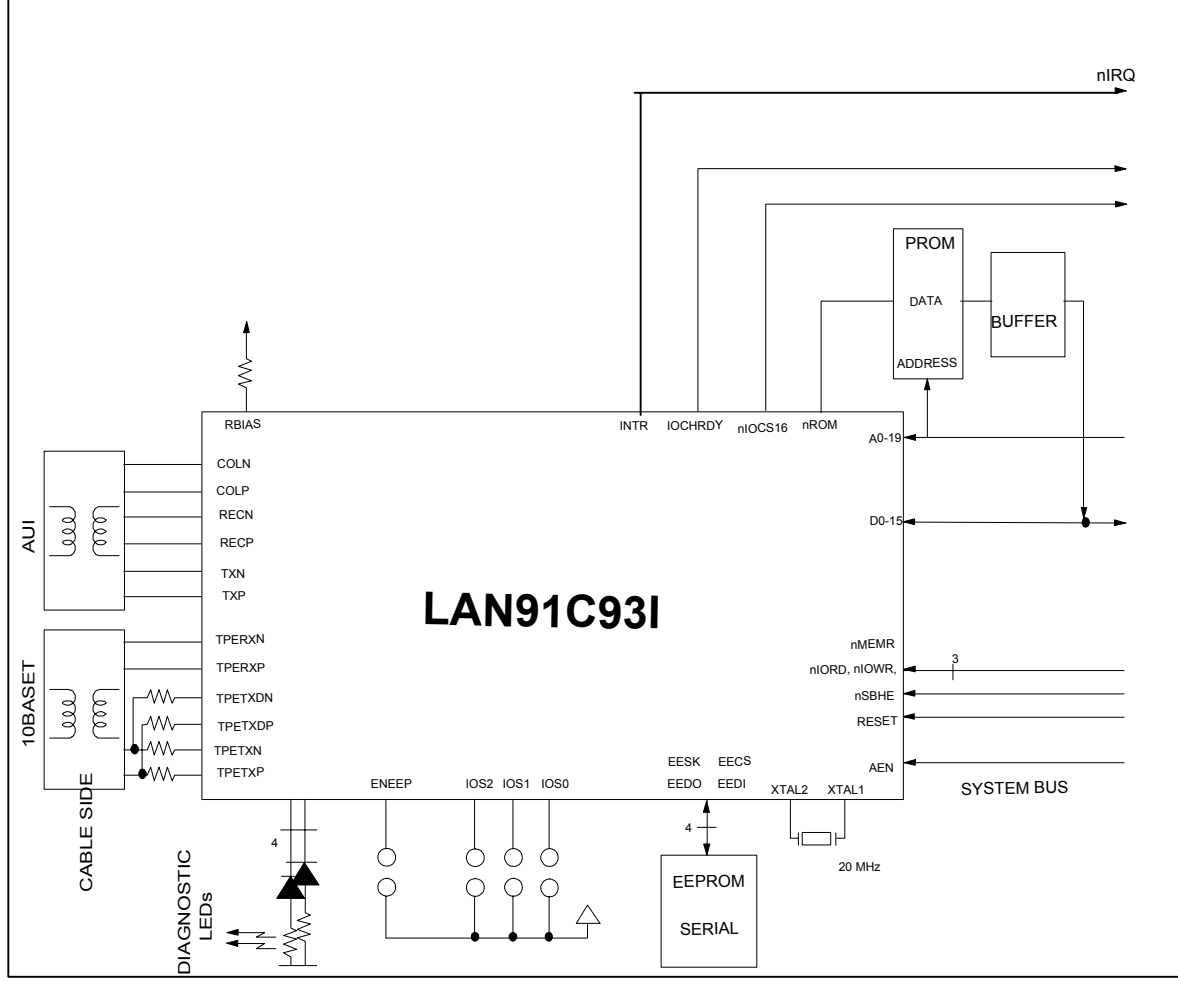 nIRQ
PROM
DATA
BUFFER
ADDRESS
RBIAS
INTR
IOCHRDY
nIOCS16
nROM
A0-19
D0-15
AUI
COLN
COLP
RECN
RECP
TXN
TXP
LAN91C93I
10BASET
TPERXN
TPERXP
TPETXDN
TPETXDP
TPETXN
TPETXP
nMEMR
nIORD, nIOWR,
3
nSBHE
RESET
AEN
SYSTEM BUS
CABLE SIDE
ENEEP
IOS2
IOS1
IOS0
EESK
EECS
EEDO
EEDI
XTAL2
XTAL1
20 MHz
4
4
DIAGNOSTIC
LEDs
EEPROM
SERIAL